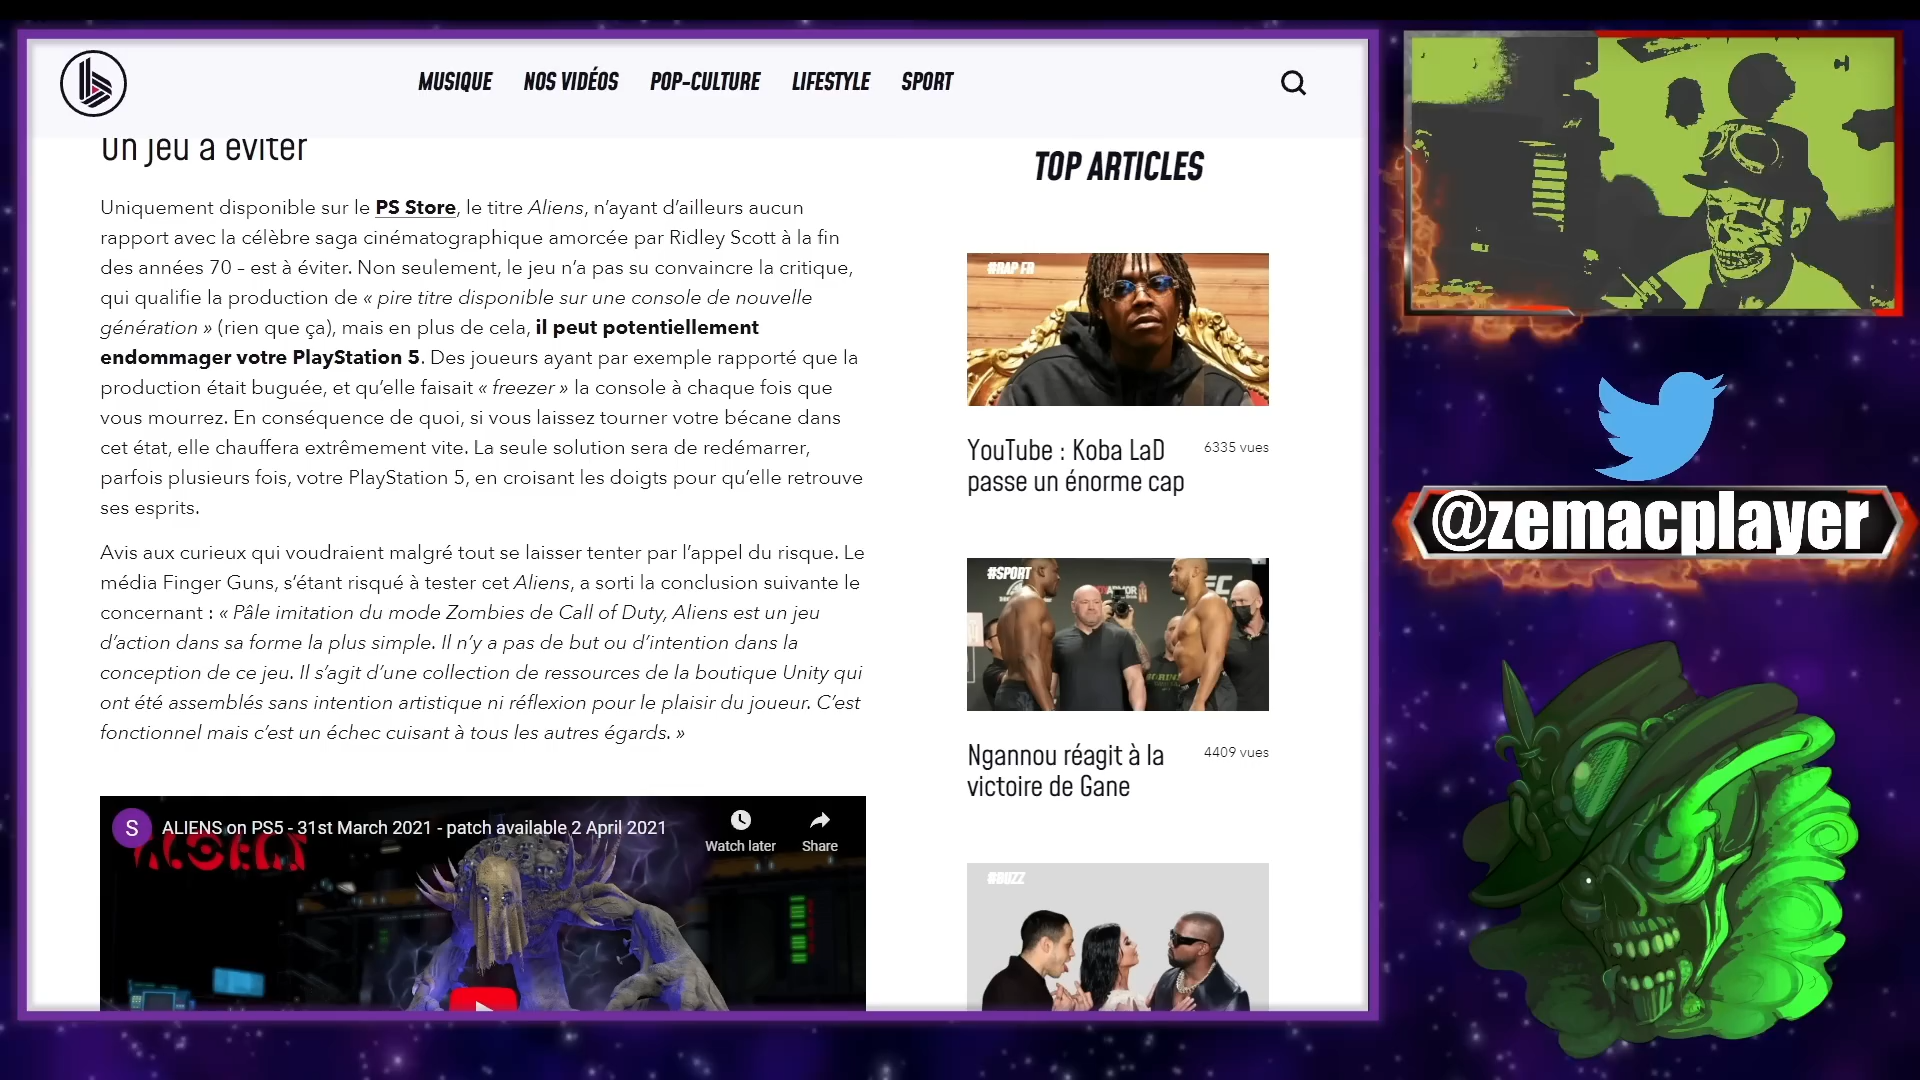 MUSIQUE NOS VIDÉOS POP-CULTURE LIFESTYLE SPORT
Un jeu à éviter
Uniquement disponible sur le PS Store, le titre Aliens, n’ayant d’ailleurs aucun
rapport avec la célèbre saga cinématographique amorcée par Ridley Scott à la fin
des années 70 – est à éviter. Non seulement, le jeu n’a pas su convaincre la critique,
qui qualifie la production de « pire titre disponible sur une console de nouvelle
génération » (rien que ça), mais en plus de cela, il peut potentiellement
endommager votre PlayStation 5. Des joueurs ayant par exemple rapporté que la
production était buguée, et qu’elle faisait « freezer » la console à chaque fois que
vous mourrez. En conséquence de quoi, si vous laissez tourner votre bécane dans
cet état, elle chauffera extrêmement vite. La seule solution sera de redémarrer,
parfois plusieurs fois, votre PlayStation 5, en croisant les doigts pour qu’elle retrouve
ses esprits.
Avis aux curieux qui voudraient malgré tout se laisser tenter par l’appel du risque. Le
média Finger Guns, s’étant risqué à tester cet Aliens, a sorti la conclusion suivante le
concernant : « Pâle imitation du mode Zombies de Call of Duty, Aliens est un jeu
d’action dans sa forme la plus simple. Il n’y a pas de but ou d’intention dans la
conception de ce jeu. Il s’agit d’une collection de ressources de la boutique Unity qui
ont été assemblés sans intention artistique ni réflexion pour le plaisir du joueur. C’est
fonctionnel mais c’est un échec cuisant à tous les autres égards. »
S
ALIENS on PS5 - 31st March 2021 - patch available 2 April 2021
Watch later
Share
TOP ARTICLES
#RAP FR
YouTube : Koba LaD
passe un énorme cap
6335 vues
#SPORT
Ngannou réagit à la
victoire de Gane
4409 vues
#BUZZ
@zemacplayer